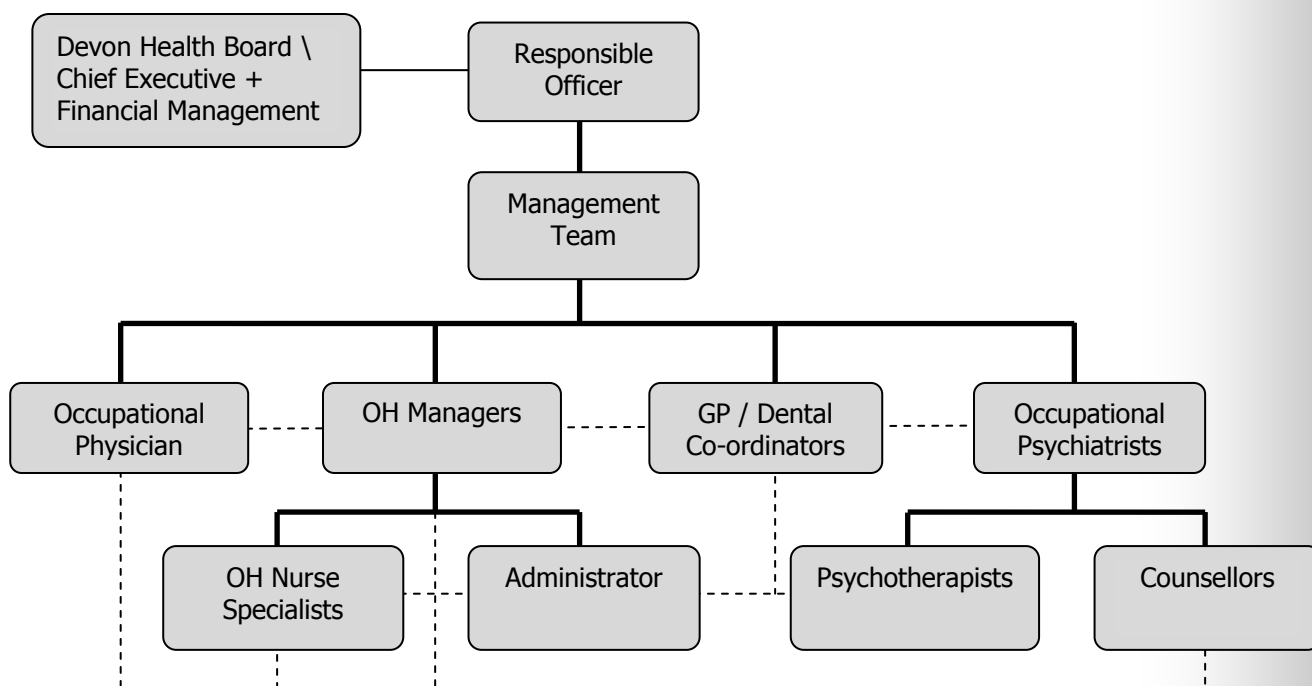 Devon Health Board \
Chief Executive +
Financial Management
Responsible
Officer
Management
Team
Occupational
Physician
OH Managers
GP / Dental
Co-ordinators
Occupational
Psychiatrists
OH Nurse
Specialists
Administrator
Psychotherapists
Counsellors